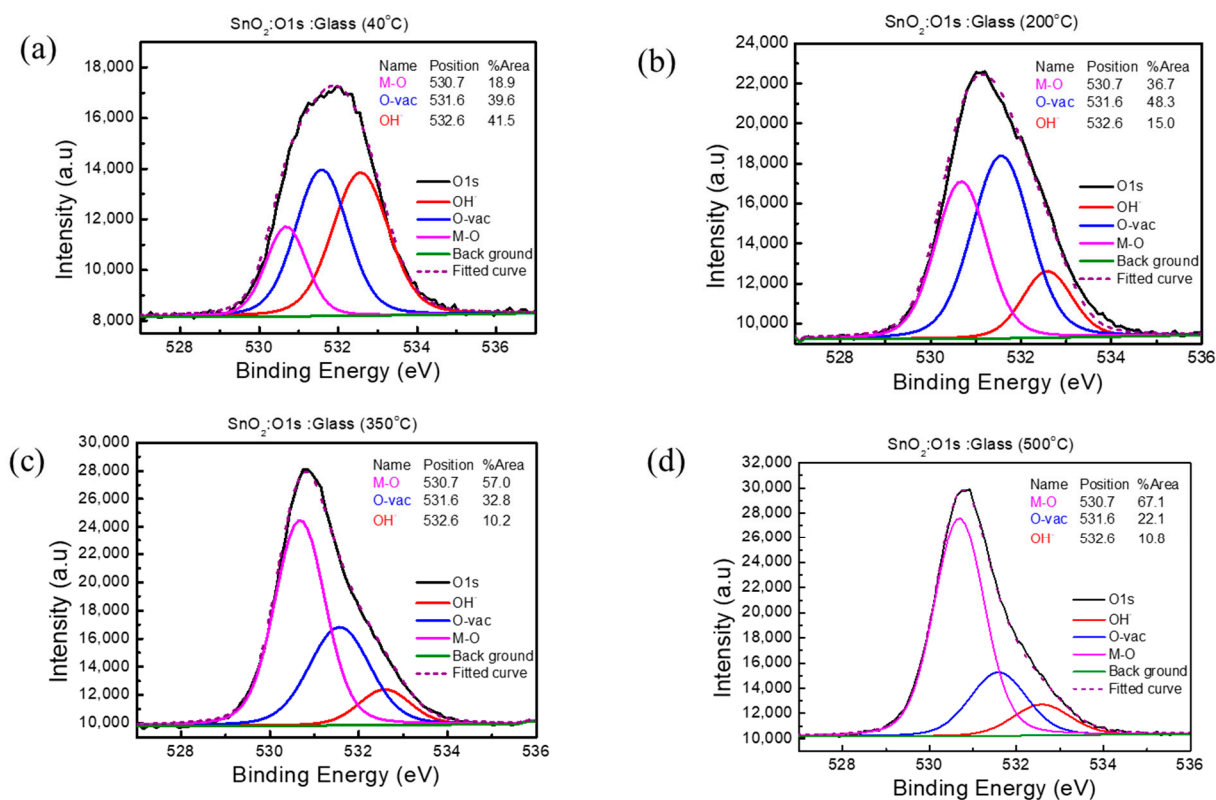 (a)
SnO2:O1s :Glass (40°C)
Name Position %Area
M-O 530.7 18.9
O-vac 531.6 39.6
OH- 532.6 41.5
O1s
OH-
O-vac
M-O
Back ground
Fitted curve
18,000
16,000
14,000
12,000
10,000
8,000
Intensity (a.u)
528 530 532 534 536
Binding Energy (eV)
(b)
SnO2:O1s :Glass (200°C)
Name Position %Area
M-O 530.7 36.7
O-vac 531.6 48.3
OH- 532.6 15.0
O1s
OH-
O-vac
M-O
Back ground
Fitted curve
24,000
22,000
20,000
18,000
16,000
14,000
12,000
10,000
Intensity (a.u)
528 530 532 534 536
Binding Energy (eV)
(c)
SnO2:O1s :Glass (350°C)
Name Position %Area
M-O 530.7 57.0
O-vac 531.6 32.8
OH- 532.6 10.2
O1s
OH-
O-vac
M-O
Back ground
Fitted curve
30,000
28,000
26,000
24,000
22,000
20,000
18,000
16,000
14,000
12,000
10,000
Intensity (a.u)
528 530 532 534 536
Binding Energy (eV)
(d)
SnO2:O1s :Glass (500°C)
Name Position %Area
M-O 530.7 67.1
O-vac 531.6 22.1
OH- 532.6 10.8
O1s
OH-
O-vac
M-O
Back ground
Fitted curve
32,000
30,000
28,000
26,000
24,000
22,000
20,000
18,000
16,000
14,000
12,000
10,000
Intensity (a.u)
528 530 532 534 536
Binding Energy (eV)